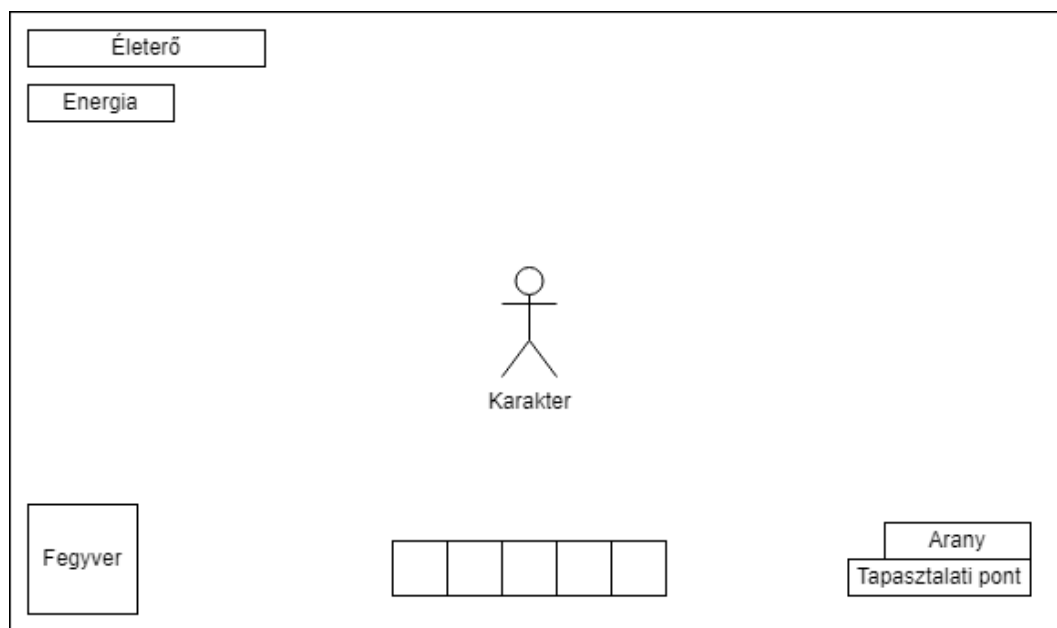 Életerő
Energia
Karakter
Fegyver
Arany
Tapasztalati pont